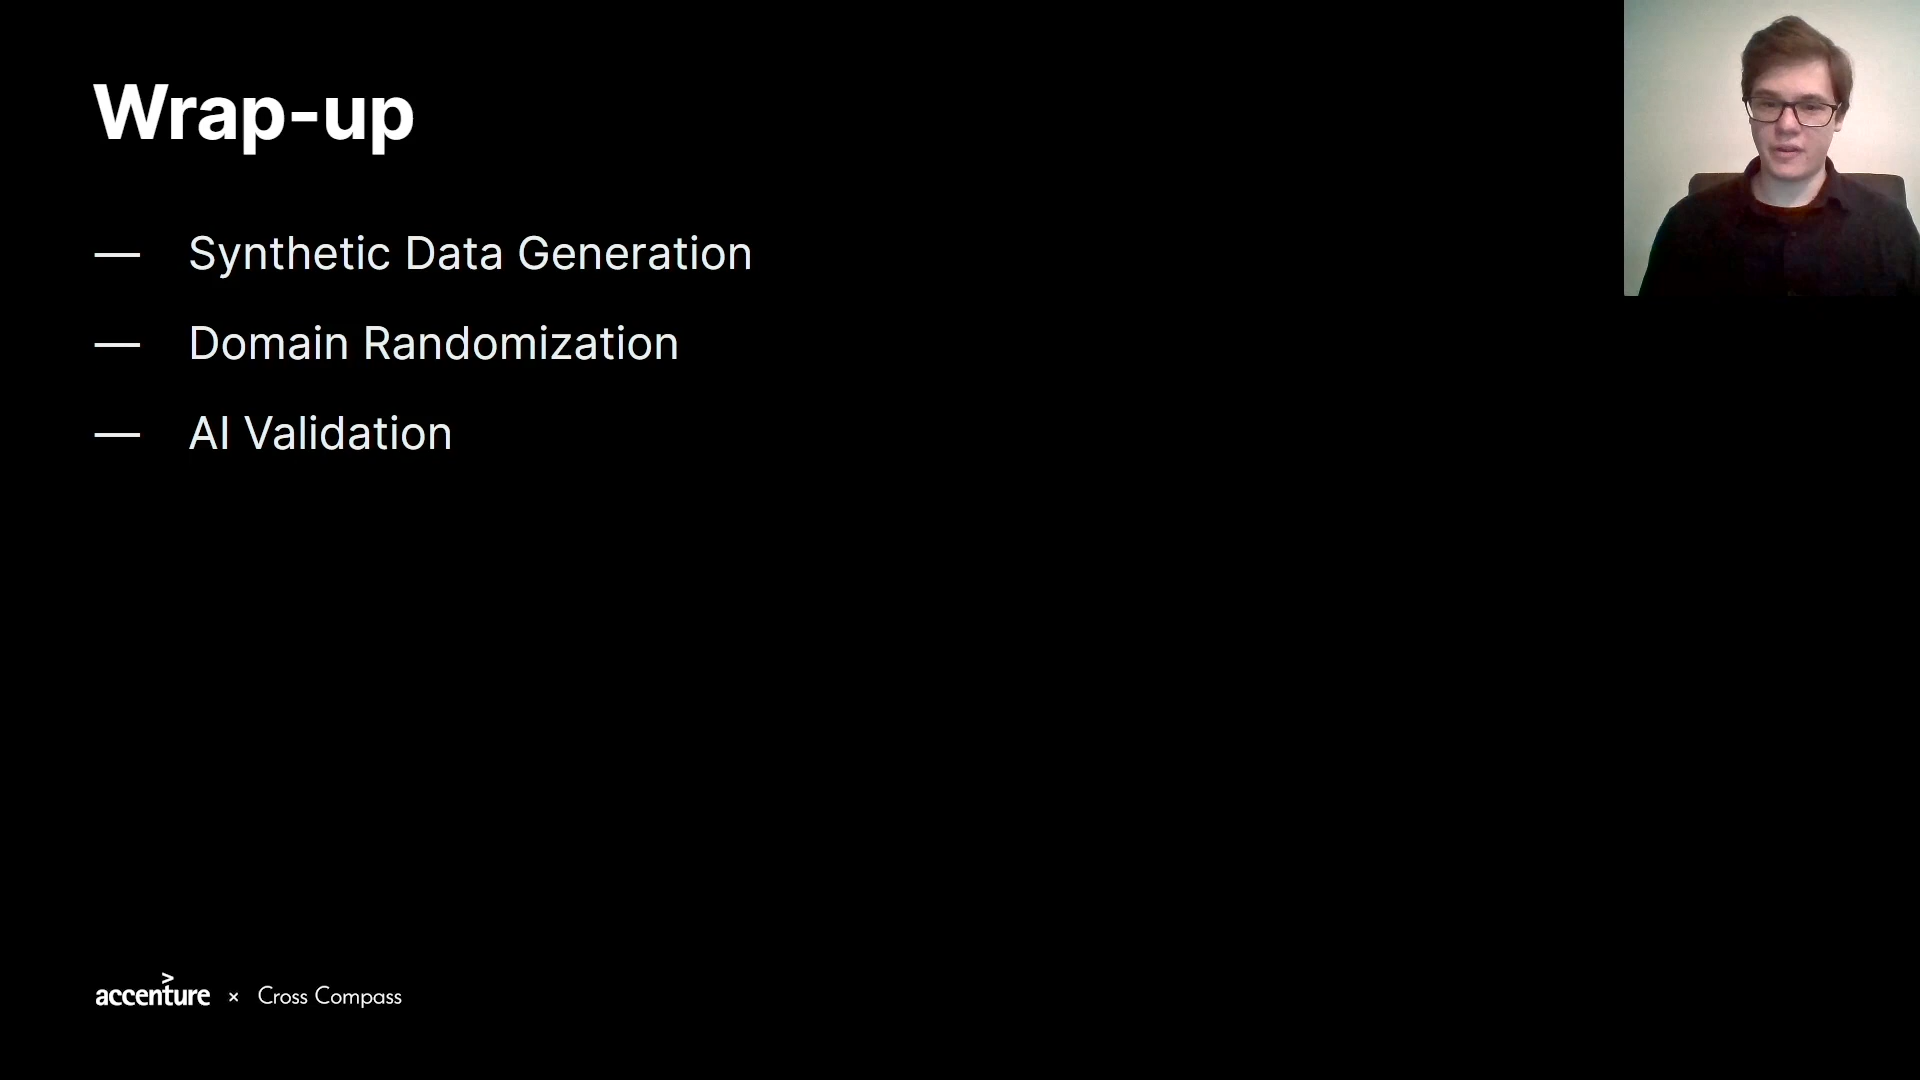 Wrap-up
— Synthetic Data Generation
— Domain Randomization
— AI Validation
accenture × Cross Compass